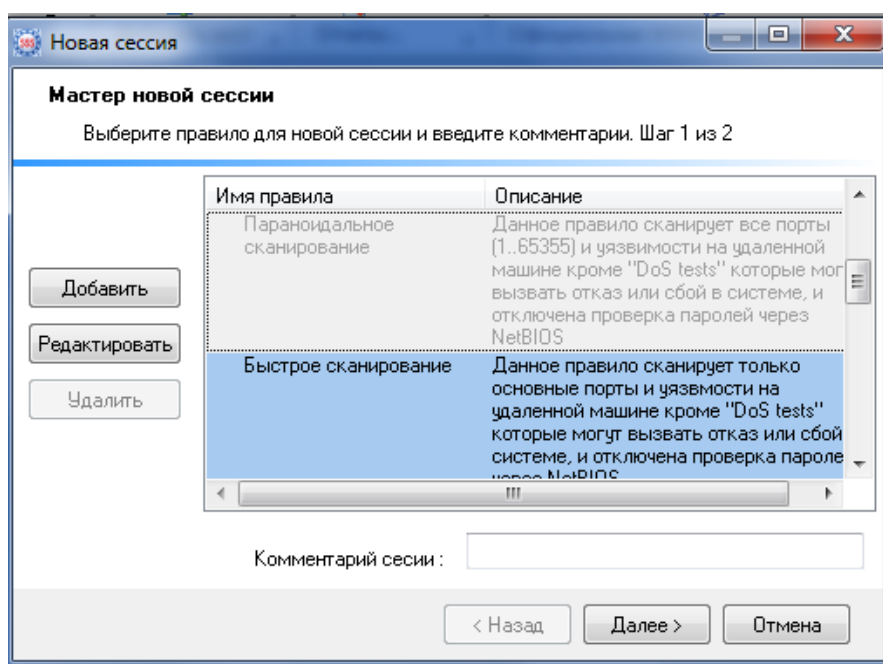 Новая сессия
Мастер новой сессии
Выберите правило для новой сессии и введите комментарии. Шаг 1 из 2
Имя правила Описание
Параноидальное сканирование
Данное правило сканирует все порты
(1..65355) и уязвимости на удаленной
машине кроме "DoS tests" которые мог
вызвать отказ или сбой в системе, и
отключена проверка паролей через
NetBIOS
Быстрое сканирование
Данное правило сканирует только
основные порты и уязвмости на
удаленной машине кроме "DoS tests"
которые могут вызвать отказ или сбой
системе, и отключена проверка пароле
через NetBIOS
Добавить
Редактировать
Удалить
Комментарий сесии :
< Назад
Далее >
Отмена